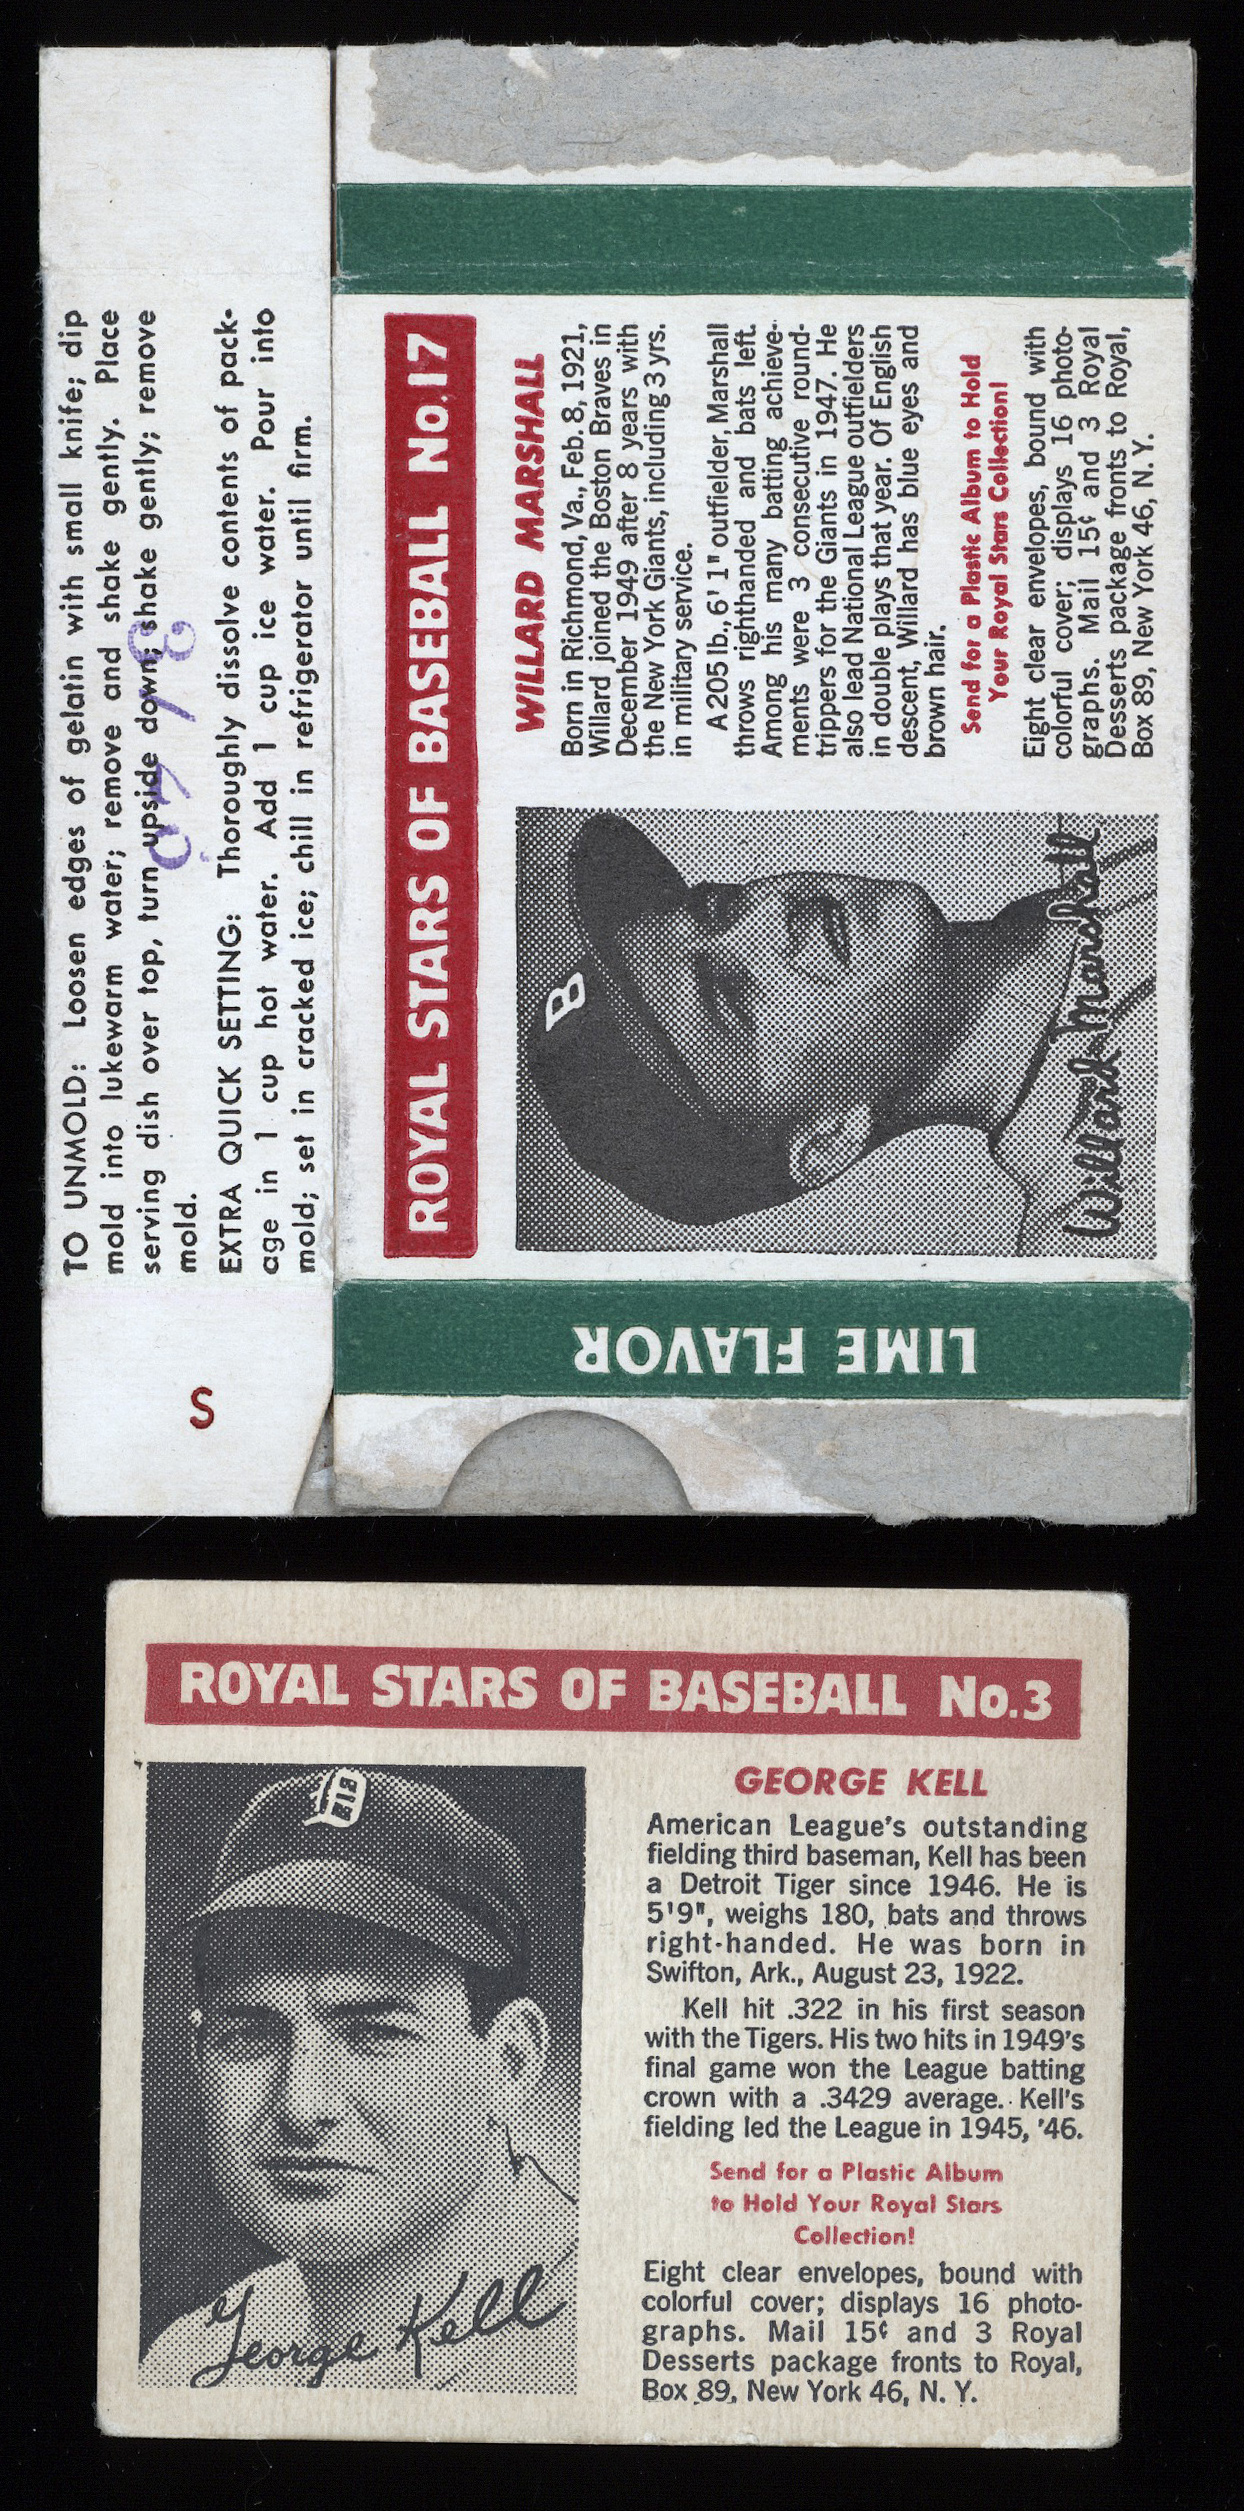 TO UNMOLD: Loosen edges of gelatin with small knife; dip
mold into lukewarm water; remove and shake gently. Place
serving dish over top, turn upside down; shake gently; remove
mold.
EXTRA QUICK SETTING: Thoroughly dissolve contents of pack-
age in 1 cup hot water. Add 1 cup ice water. Pour into
mold; set in cracked ice; chill in refrigerator until firm.
S
ROYAL STARS OF BASEBALL No.17
WILLARD MARSHALL
Born in Richmond, Va., Feb. 8, 1921,
Willard joined the Boston Braves in
December 1949 after 8 years with
the New York Giants, including 3 yrs.
in military service.
A 205 lb., 6' 1" outfielder, Marshall
throws righthanded and bats left.
Among his many batting achieve-
ments were 3 consecutive round-
trippers for the Giants in 1947. He
also lead National League outfielders
in double plays that year. Of English
descent, Willard has blue eyes and
brown hair.
Send for a Plastic Album to Hold
Your Royal Stars Collection!
Eight clear envelopes, bound with
colorful cover; displays 16 photo-
graphs. Mail 15¢ and 3 Royal
Desserts package fronts to Royal,
Box 89, New York 46, N. Y.
B
Willard Marshall
LIME FLAVOR
ROYAL STARS OF BASEBALL No.3
GEORGE KELL
American League's outstanding
fielding third baseman, Kell has been
a Detroit Tiger since 1946. He is
5'9", weighs 180, bats and throws
right-handed. He was born in
Swifton, Ark., August 23, 1922.
Kell hit .322 in his first season
with the Tigers. His two hits in 1949's
final game won the League batting
crown with a .3429 average. Kell's
fielding led the League in 1945, '46.
Send for a Plastic Album
to Hold Your Royal Stars
Collection!
Eight clear envelopes, bound with
colorful cover; displays 16 photo-
graphs. Mail 15¢ and 3 Royal
Desserts package fronts to Royal,
Box 89, New York 46, N. Y.
D
George Kell